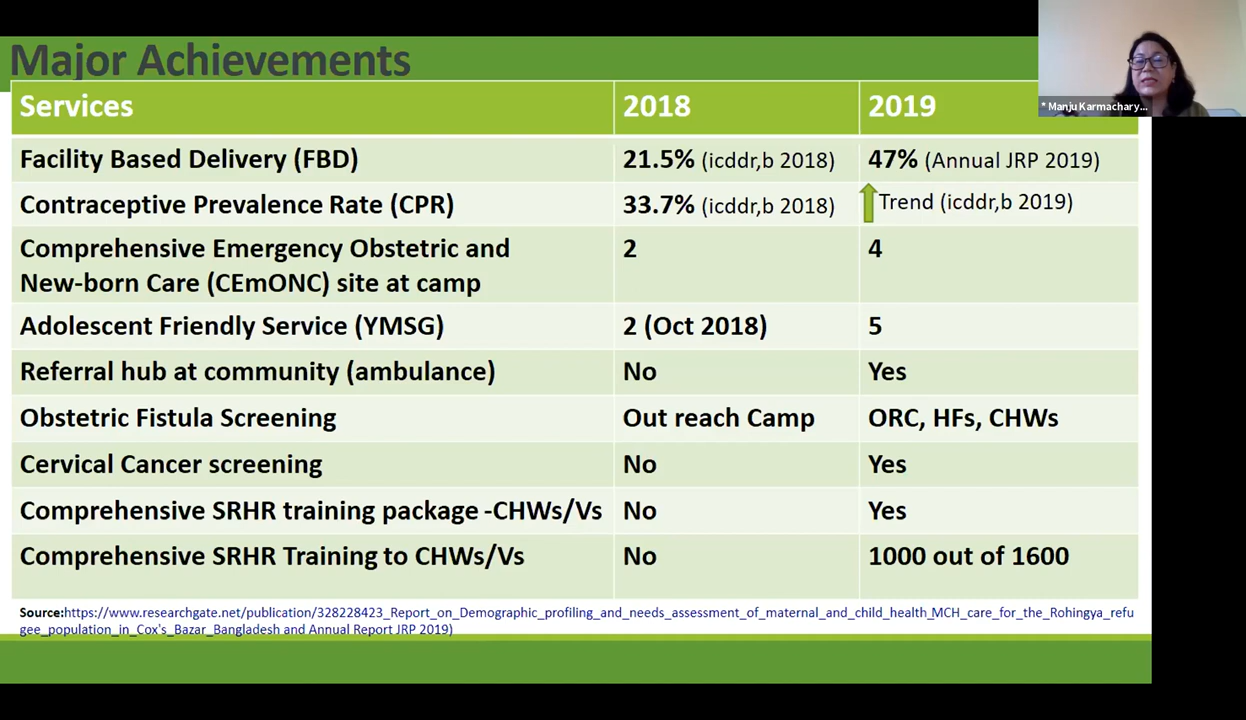 Major Achievements
Services 2018 2019
* Manju Karmachary...
Facility Based Delivery (FBD) 21.5% (icddr,b 2018) 47% (Annual JRP 2019)
Contraceptive Prevalence Rate (CPR) 33.7% (icddr,b 2018) Trend (icddr,b 2019)
Comprehensive Emergency Obstetric and 2 4
New-born Care (CEmONC) site at camp
Adolescent Friendly Service (YMSG) 2 (Oct 2018) 5
Referral hub at community (ambulance) No Yes
Obstetric Fistula Screening Out reach Camp ORC, HFs, CHWs
Cervical Cancer screening No Yes
Comprehensive SRHR training package -CHWs/Vs No Yes
Comprehensive SRHR Training to CHWs/Vs No 1000 out of 1600
Source:https://www.researchgate.net/publication/328228423_Report_on_Demographic_profiling_and_needs_assessment_of_maternal_and_child_health_MCH_care_for_the_Rohingya_refu
gee_population_in_Cox's_Bazar_Bangladesh and Annual Report JRP 2019)